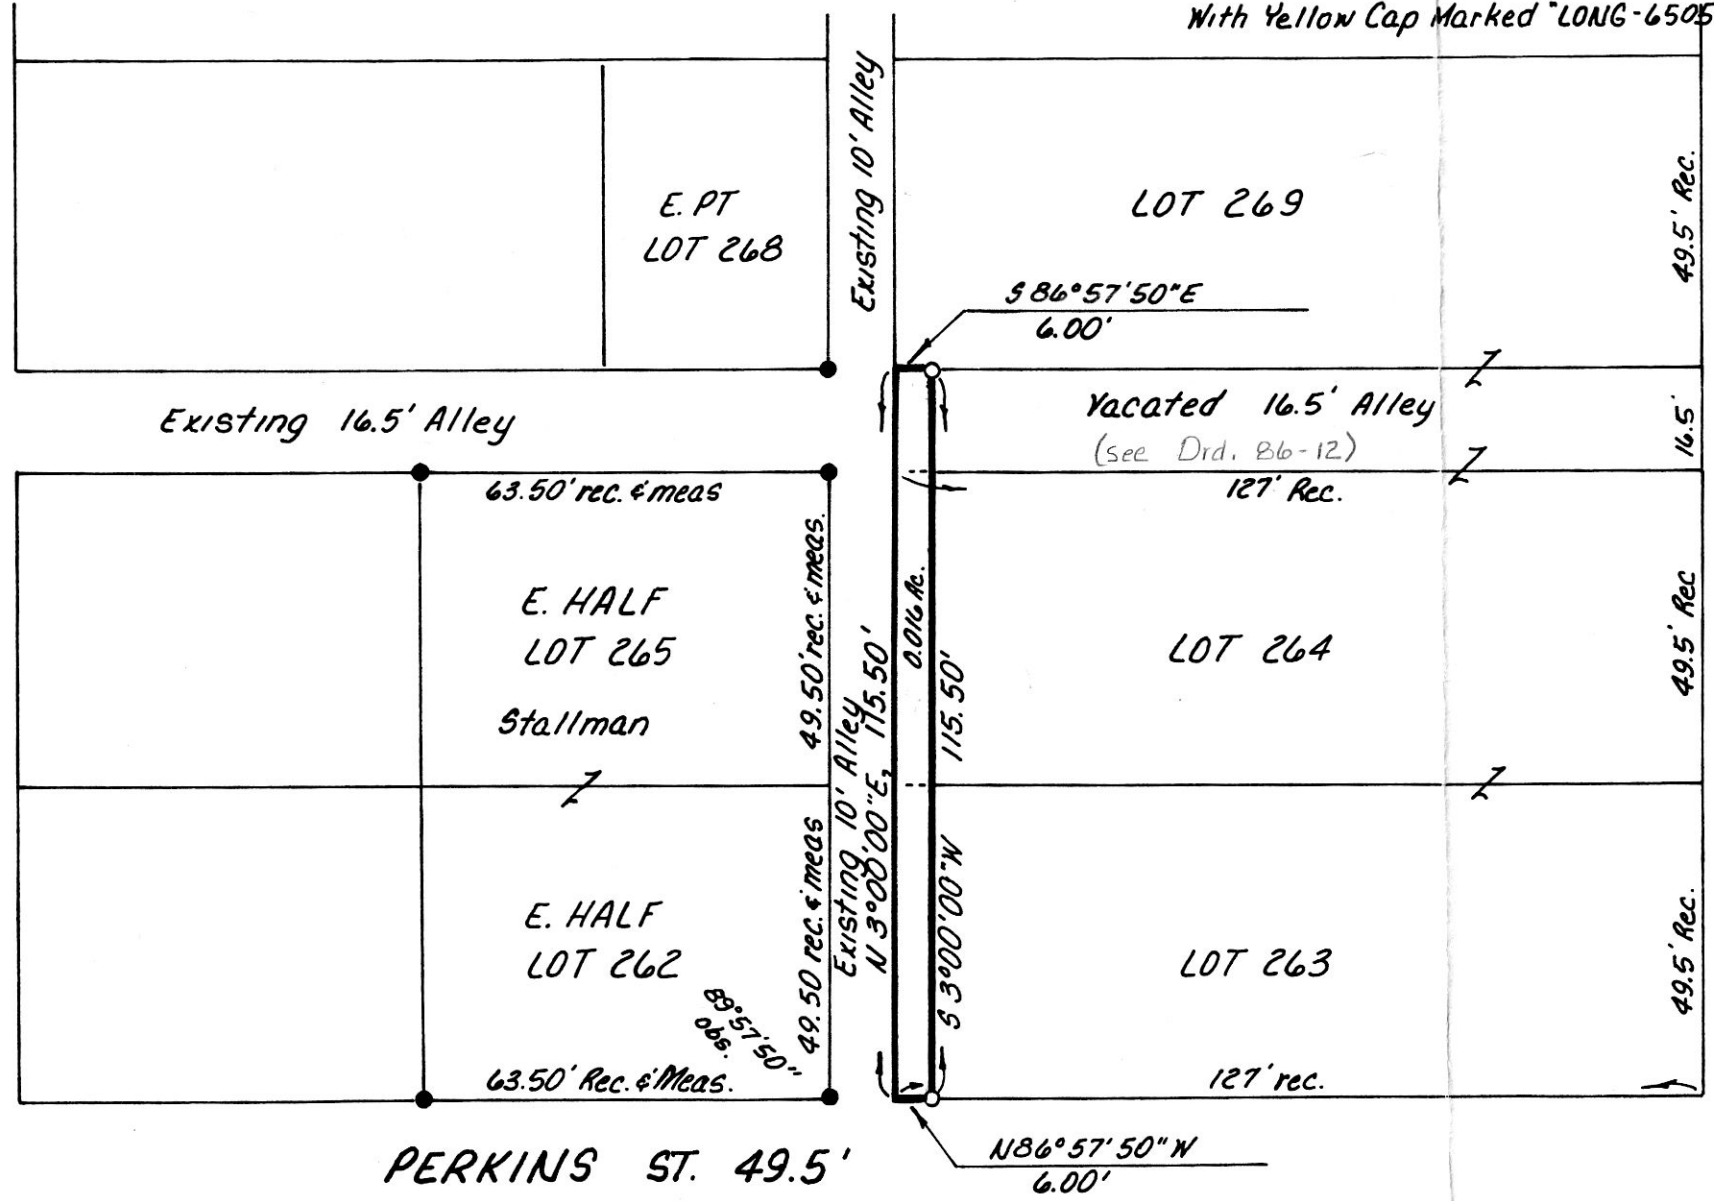 With Yellow Cap Marked "LONG-6505
Existing 10' Alley
E. PT
LOT 268
LOT 269
49.5' Rec.
S 86°57'50"E
6.00'
Existing 16.5' Alley
Vacated 16.5' Alley
(see Ord. 86-12)
16.5'
63.50' rec. & meas
127' Rec.
E. HALF
LOT 265
Stallman
49.50' rec. & meas.
Existing 10' Alley
N 3°00'00"E, 115.50'
0.016 Ac.
115.50'
S 3°00'00"W
LOT 264
49.5' Rec
E. HALF
LOT 262
49.50 rec. & meas
89°57'50"
obs.
63.50' Rec. & Meas.
LOT 263
49.5' Rec.
127' rec.
PERKINS ST. 49.5'
N86°57'50"W
6.00'